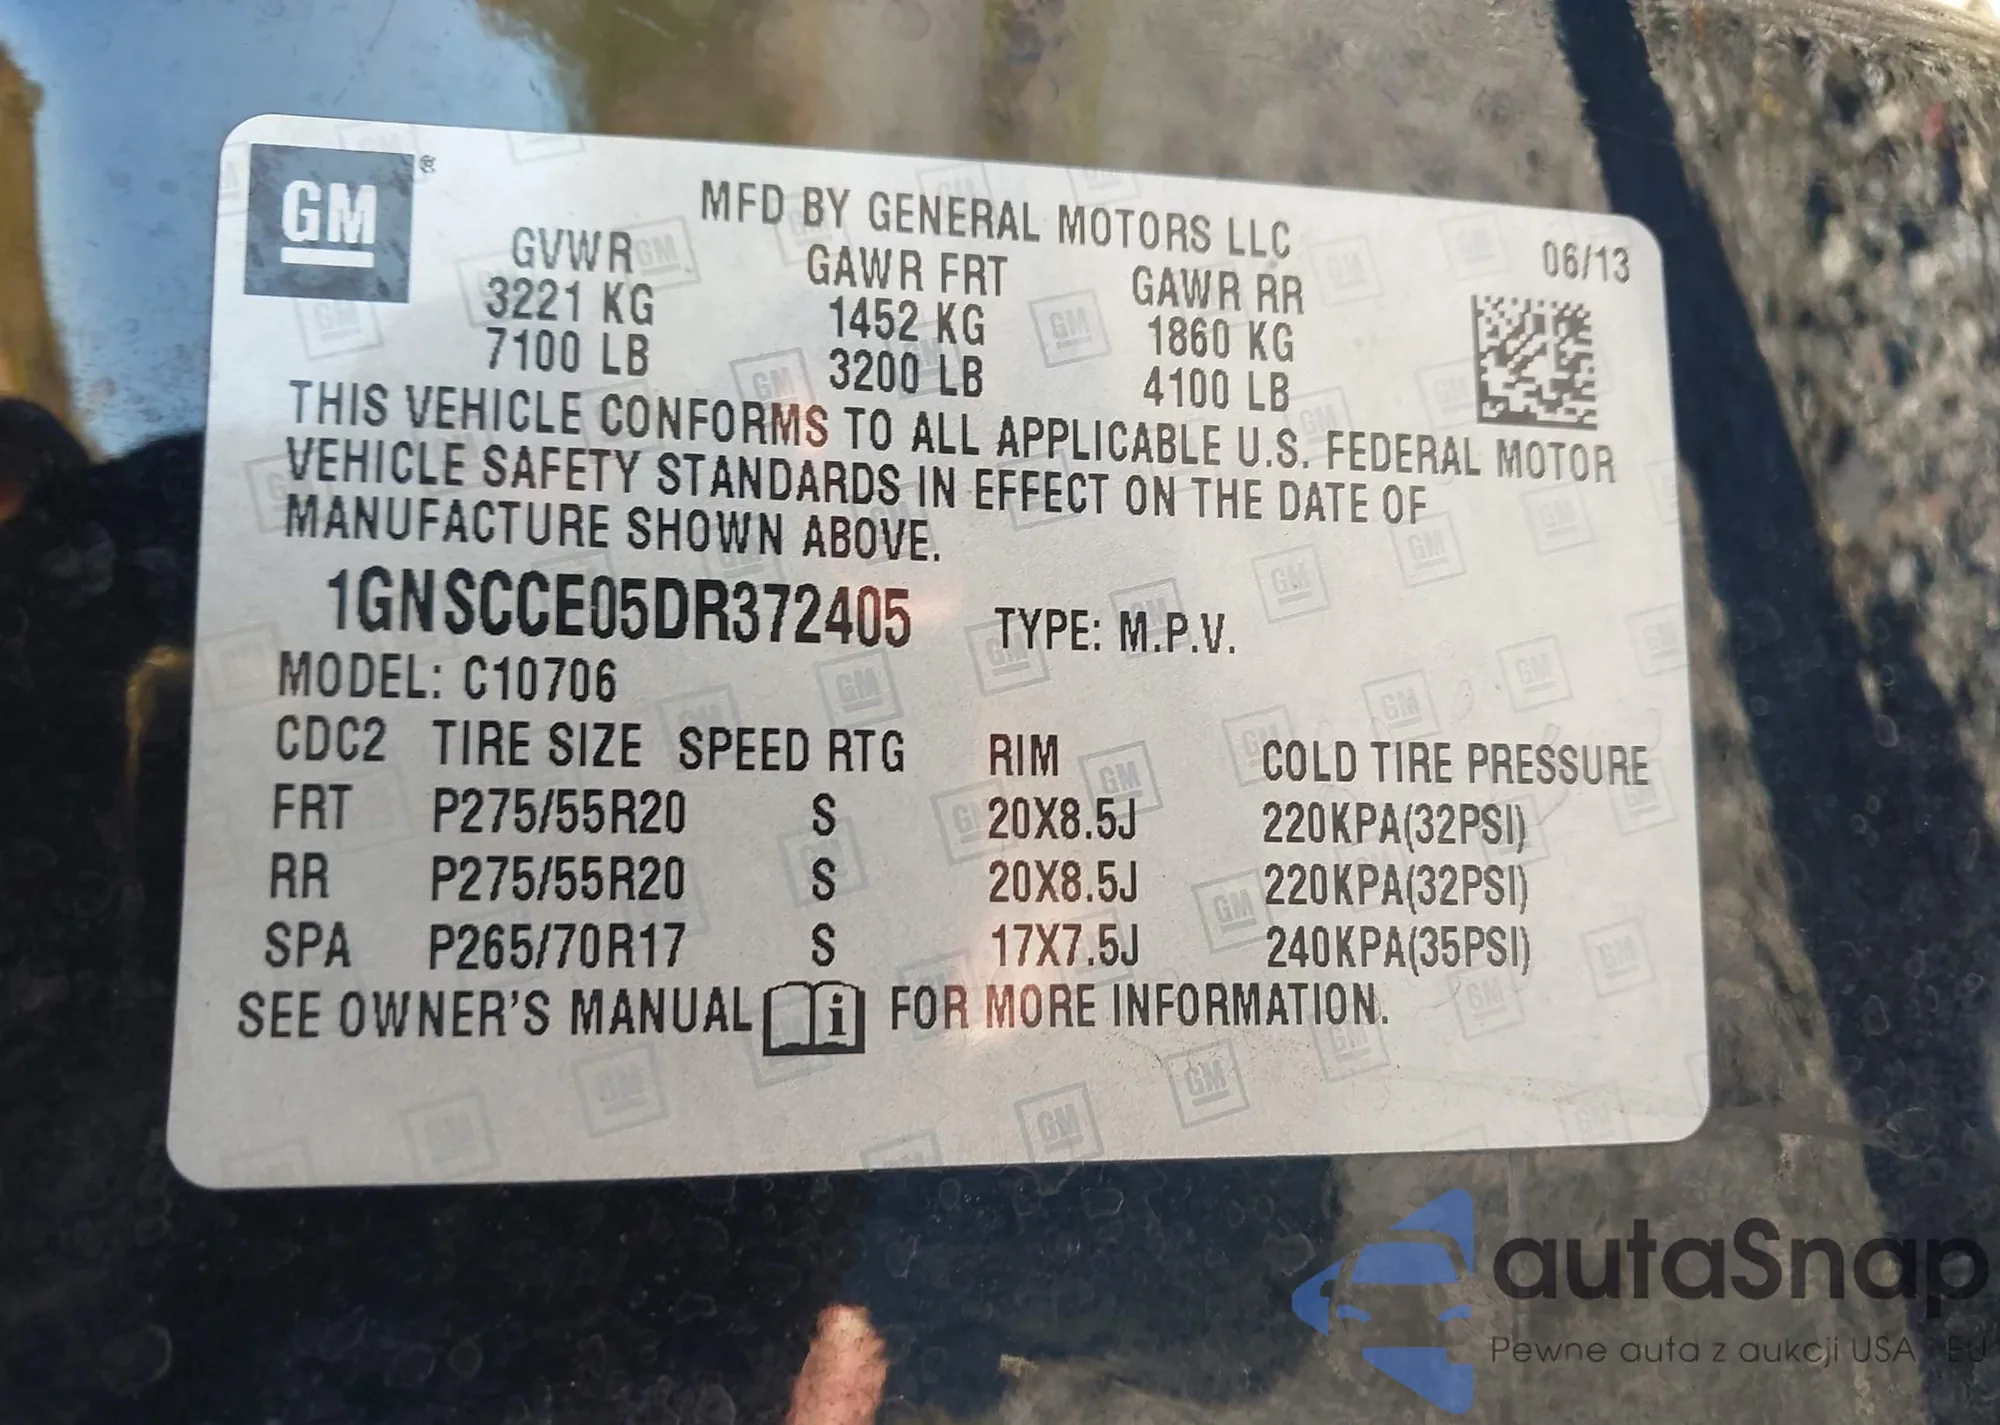 GM®
MFD BY GENERAL MOTORS LLC
06/13
GVWR GAWR FRT GAWR RR
3221 KG 1452 KG 1860 KG
7100 LB 3200 LB 4100 LB
THIS VEHICLE CONFORMS TO ALL APPLICABLE U.S. FEDERAL MOTOR
VEHICLE SAFETY STANDARDS IN EFFECT ON THE DATE OF
MANUFACTURE SHOWN ABOVE.
1GNSCCE05DR372405 TYPE: M.P.V.
MODEL: C10706
CDC2 TIRE SIZE SPEED RTG RIM COLD TIRE PRESSURE
FRT P275/55R20 S 20X8.5J 220KPA(32PSI)
RR P275/55R20 S 20X8.5J 220KPA(32PSI)
SPA P265/70R17 S 17X7.5J 240KPA(35PSI)
SEE OWNER'S MANUAL i FOR MORE INFORMATION.
autaSnap
Pewne auta z aukcji USA i EU